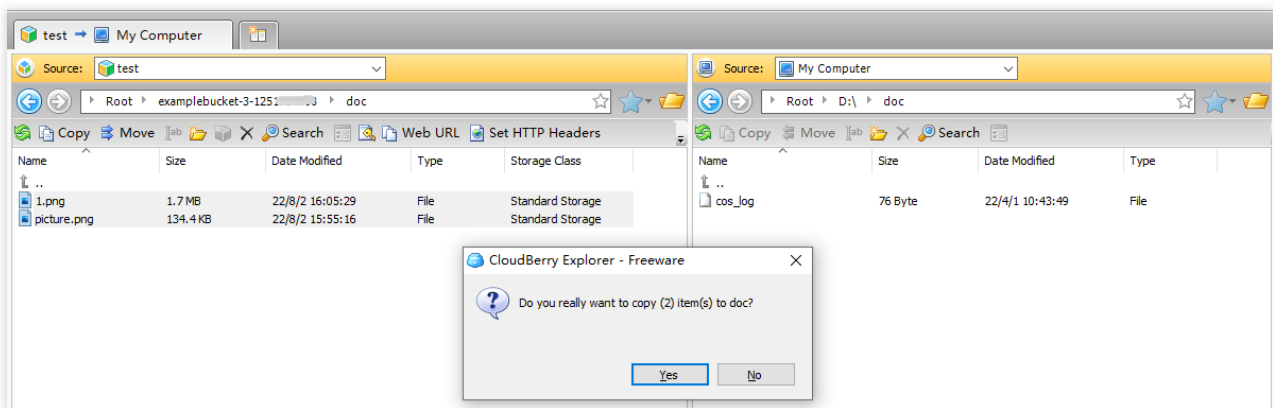 test → My Computer
Source: test
Root examplebucket-3-1251 doc
Copy Move Search Web URL Set HTTP Headers
Name Size Date Modified Type Storage Class
..
1.png 1.7 MB 22/8/2 16:05:29 File Standard Storage
picture.png 134.4 KB 22/8/2 15:55:16 File Standard Storage
Source: My Computer
Root D:\ doc
Copy Move Search
Name Size Date Modified Type
..
cos_log 76 Byte 22/4/1 10:43:49 File
CloudBerry Explorer - Freeware
Do you really want to copy (2) item(s) to doc?
Yes No